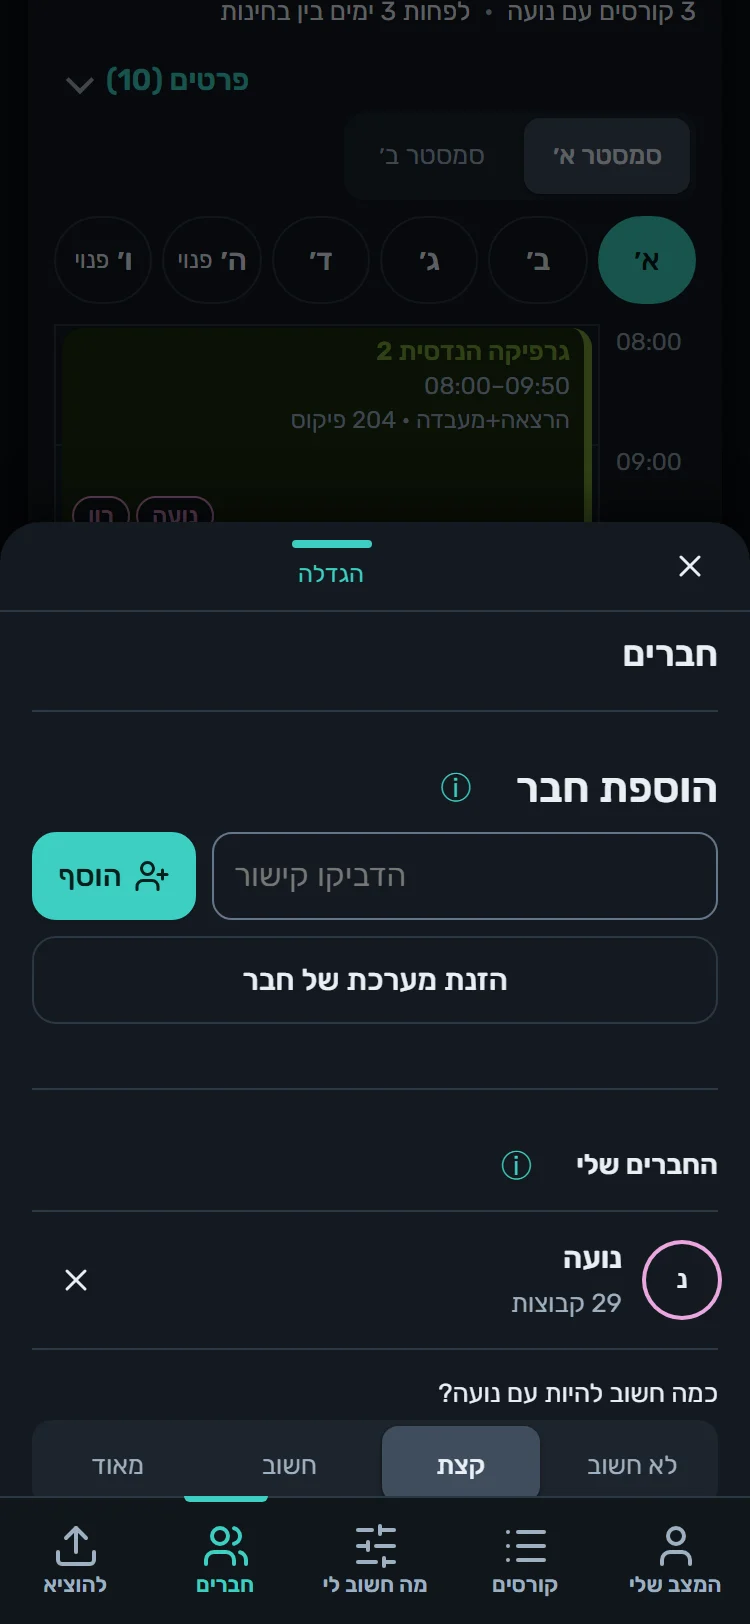 3 קורסים עם נועה • לפחות 3 ימים בין בחינות
פרטים (10)
סמסטר א׳ סמסטר ב׳
א׳ ב׳ ג׳ ד׳ ה׳ פנוי ו׳ פנוי
08:00
גרפיקה הנדסית 2
08:00–09:50
הרצאה+מעבדה • 204 פיקוס
09:00
נועה רון
הגדלה
חברים
הוספת חבר
הדביקו קישור הוסף
הזנת מערכת של חבר
החברים שלי
נ נועה
29 קבוצות
כמה חשוב להיות עם נועה?
לא חשוב קצת חשוב מאוד
המצב שלי קורסים מה חשוב לי חברים להוציא